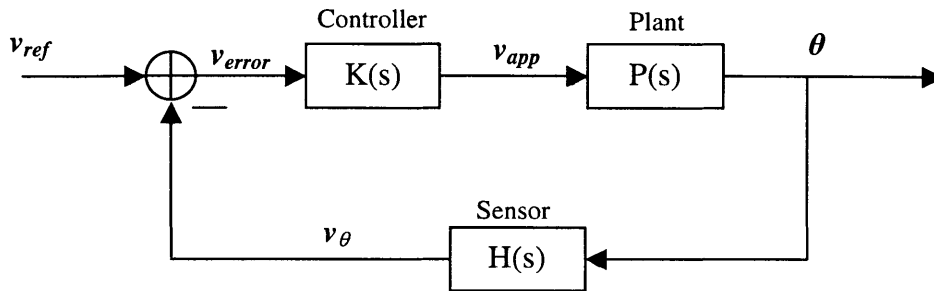 Controller
Plant
v_ref
v_error
K(s)
v_app
P(s)
θ
Sensor
v_θ
H(s)